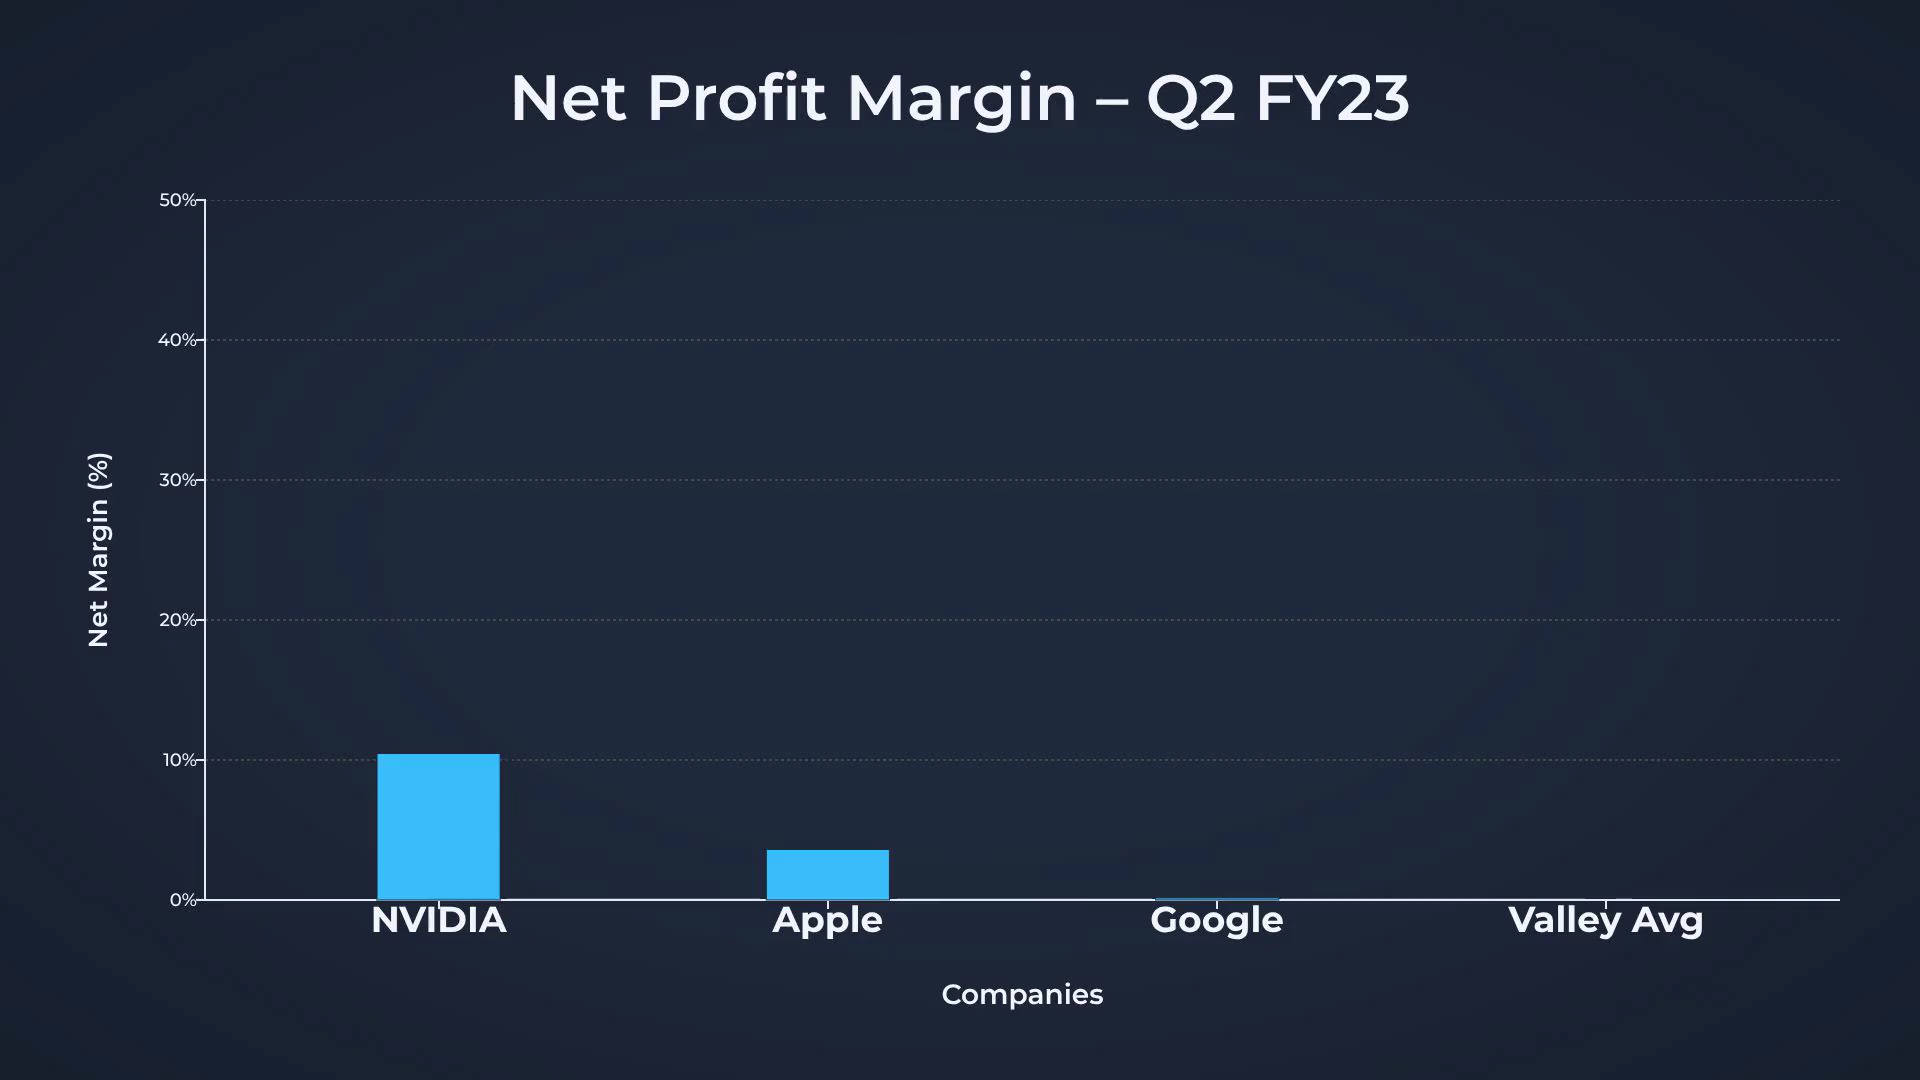 Net Profit Margin – Q2 FY23
50%
40%
30%
20%
10%
0%
Net Margin (%)
NVIDIA
Apple
Google
Valley Avg
Companies